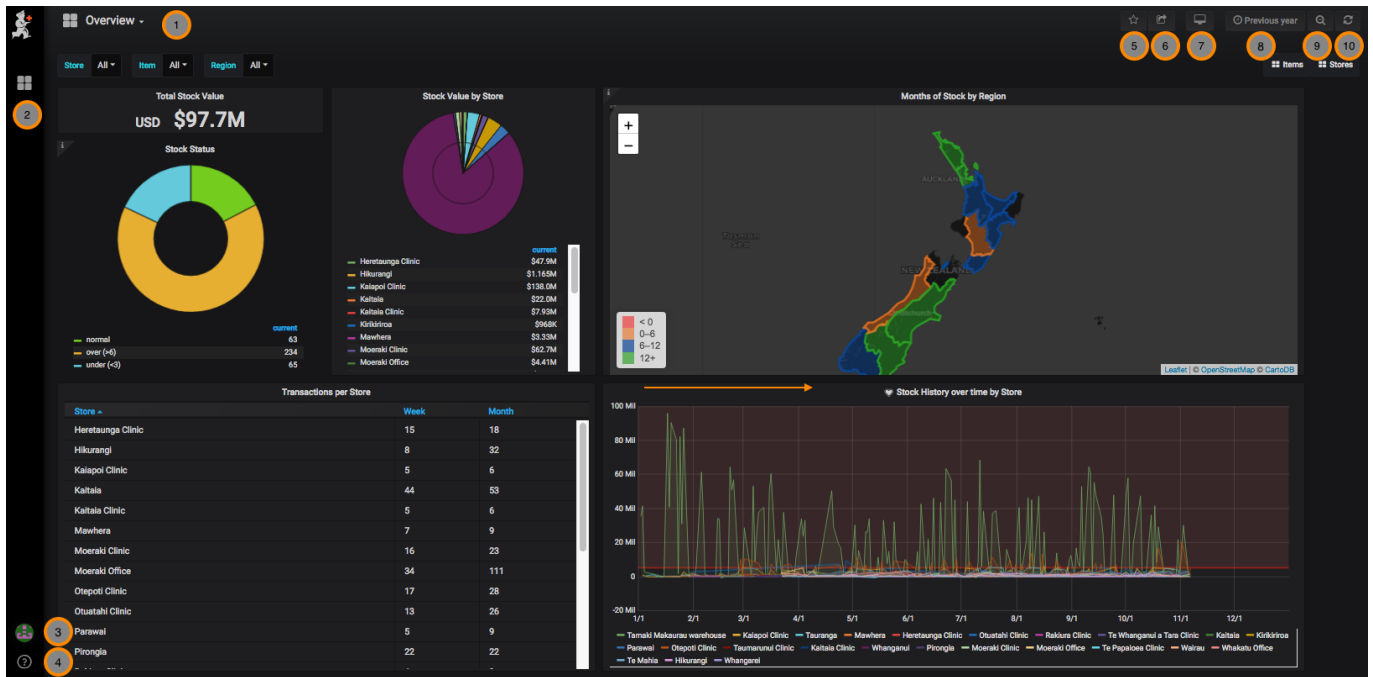 Overview
1
5 6 7 8 9 10
Previous year
Store All Item All Region All
Items Stores
2
Total Stock Value
USD $97.7M
Stock Status
current
normal 63
over (>6) 234
under (<3) 65
Stock Value by Store
current
Heretaunga Clinic $47.9M
Hikurangi $1.165M
Kaiapoi Clinic $138.0M
Kaitaia $22.0M
Kaitaia Clinic $7.93M
Kirikiriroa $968K
Mawhera $3.33M
Moeraki Clinic $62.7M
Moeraki Office $4.41M
Months of Stock by Region
+
−
AUCKLAND
Tasman
Sea
NEW ZEALAND
< 0
0–6
6–12
12+
Leaflet | © OpenStreetMap © CartoDB
Transactions per Store
Store Week Month
Heretaunga Clinic 15 18
Hikurangi 8 32
Kaiapoi Clinic 5 6
Kaitaia 44 53
Kaitaia Clinic 5 6
Mawhera 7 9
Moeraki Clinic 16 23
Moeraki Office 34 111
Otepoti Clinic 17 28
Otuatahi Clinic 13 26
Parawai 5 9
Pirongia 22 22
3
4
?
Stock History over time by Store
100 Mil
80 Mil
60 Mil
40 Mil
20 Mil
0
-20 Mil
1/1 2/1 3/1 4/1 5/1 6/1 7/1 8/1 9/1 10/1 11/1 12/1
Tamaki Makaurau warehouse Kaiapoi Clinic Tauranga Mawhera Heretaunga Clinic Otuatahi Clinic Rakiura Clinic Te Whanganui a Tara Clinic Kaitaia Kirikiriroa
Parawai Otepoti Clinic Taumarunui Clinic Kaitaia Clinic Whanganui Pirongia Moeraki Clinic Moeraki Office Te Papaioea Clinic Wairau Whakatu Office
Te Mahia Hikurangi Whangarei